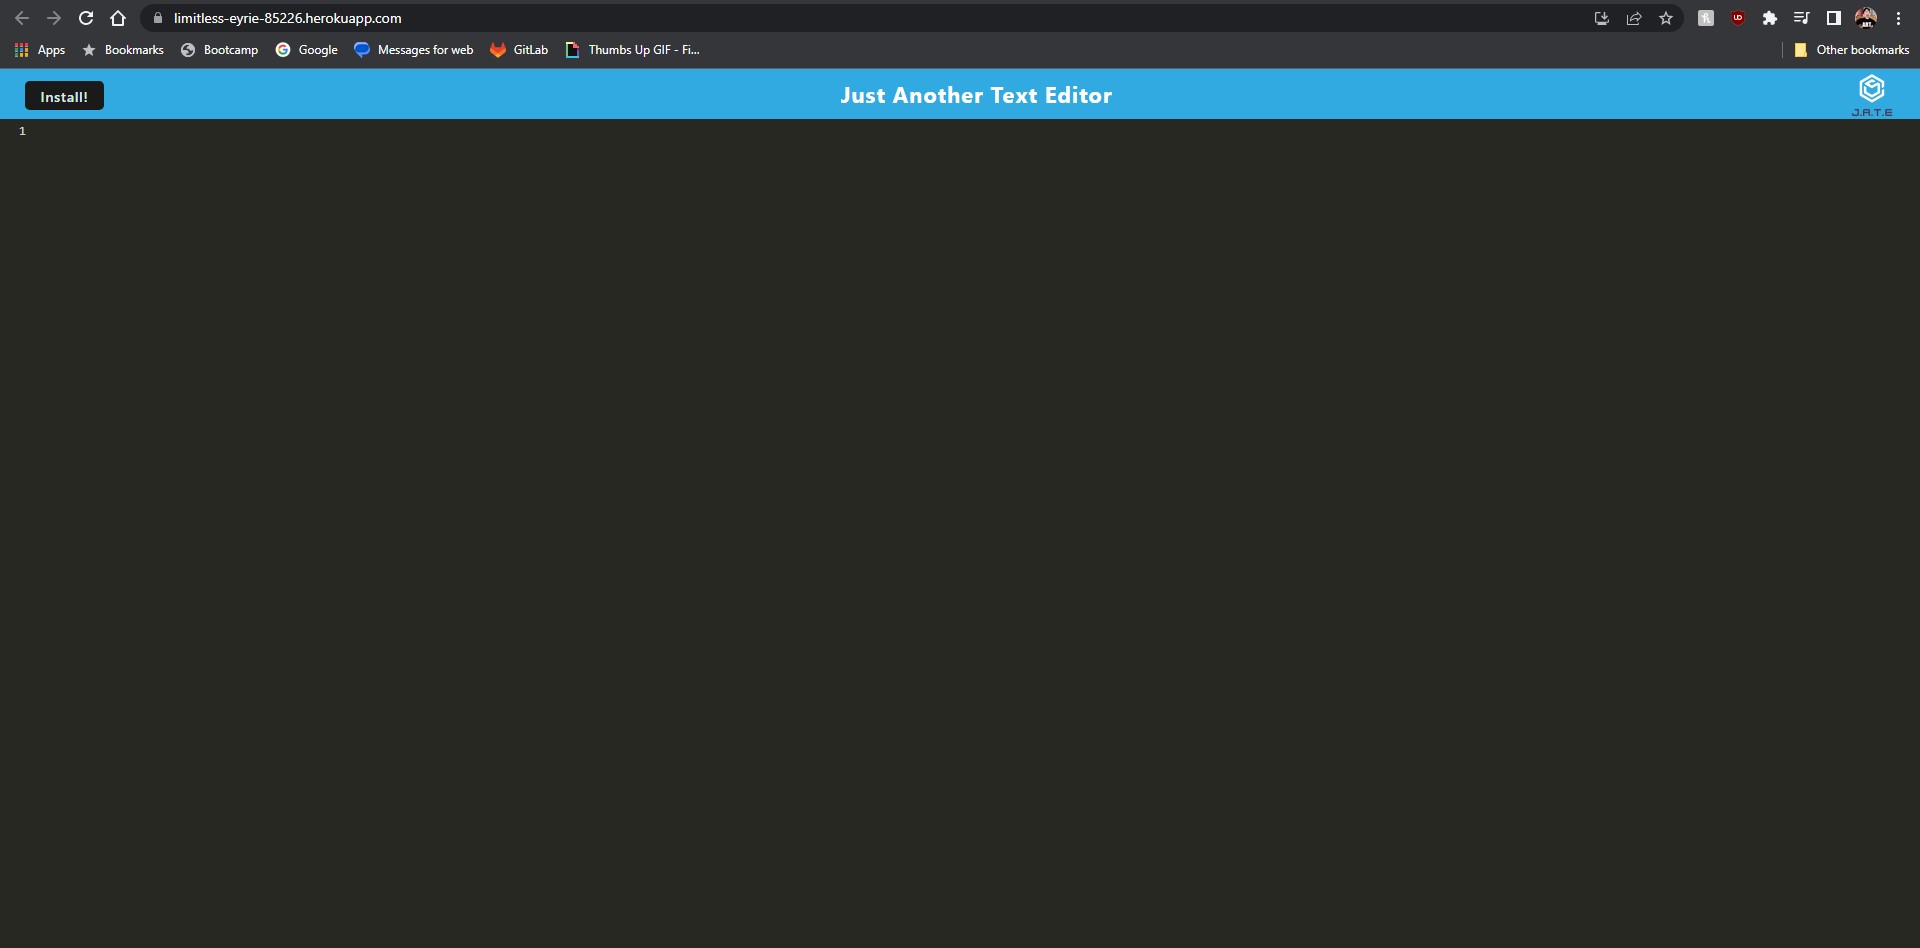 limitless-eyrie-85226.herokuapp.com
Apps Bookmarks Bootcamp Google Messages for web GitLab Thumbs Up GIF - Fi... Other bookmarks
Install! Just Another Text Editor
J.A.T.E
1